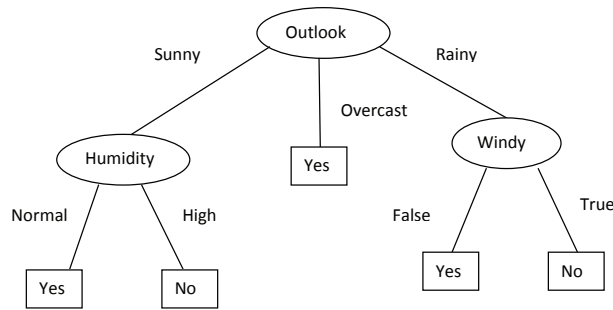 Outlook
Sunny
Rainy
Overcast
Humidity
Yes
Windy
Normal
High
False
True
Yes
No
Yes
No